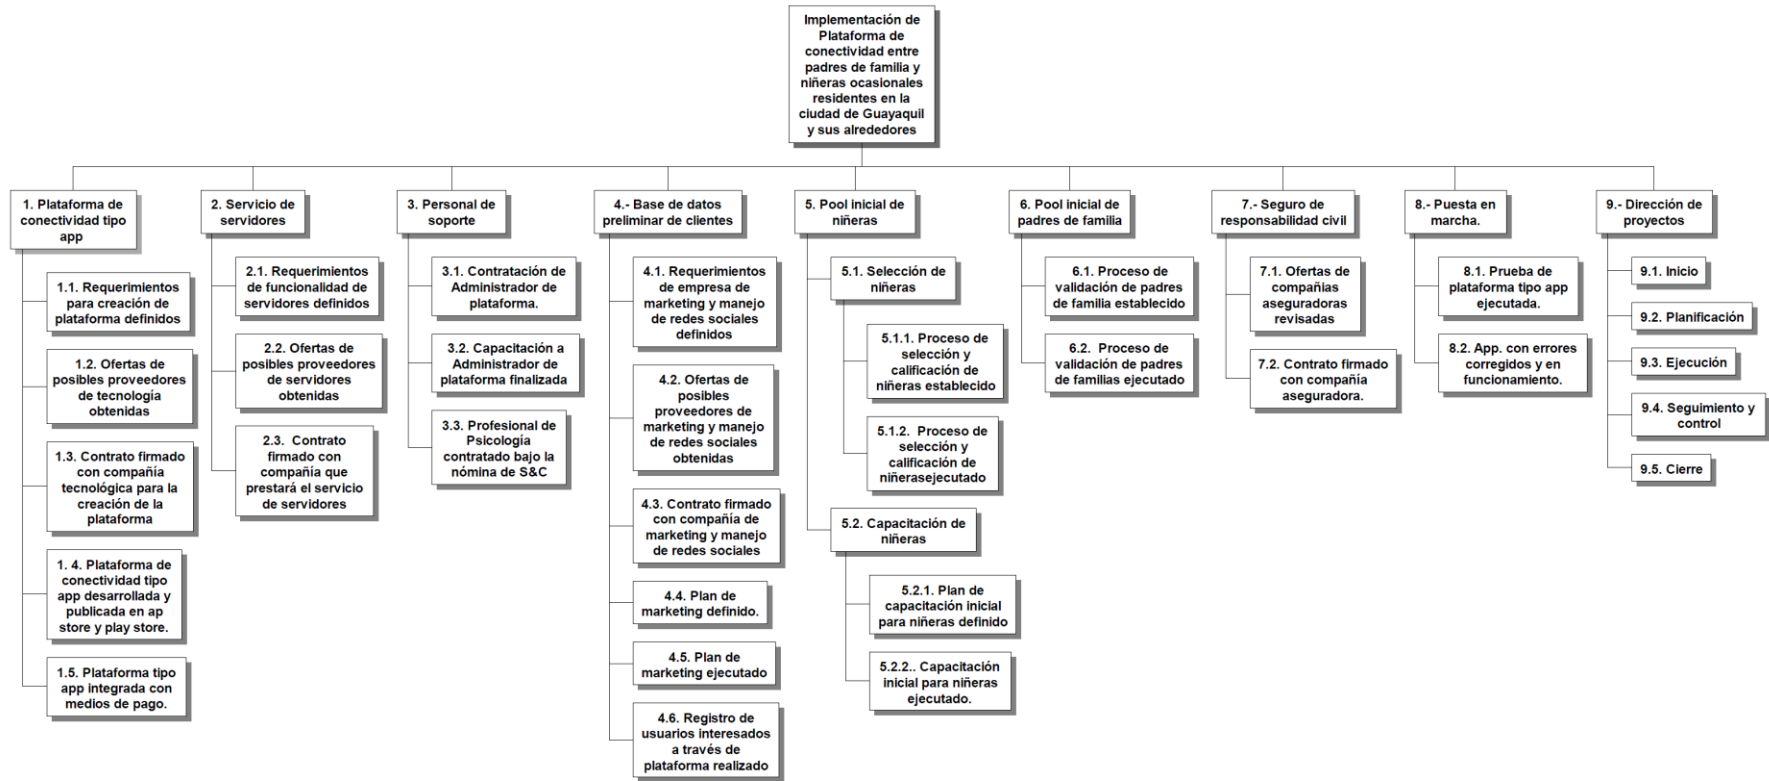 Implementación de
Plataforma de
conectividad entre
padres de familia y
niñeras ocasionales
residentes en la
ciudad de Guayaquil
y sus alrededores
1. Plataforma de
conectividad tipo
app
1.1. Requerimientos
para creación de
plataforma definidos
1.2. Ofertas de
posibles proveedores
de tecnología
obtenidas
1.3. Contrato firmado
con compañía
tecnológica para la
creación de la
plataforma
1. 4. Plataforma de
conectividad tipo
app desarrollada y
publicada en ap
store y play store.
1.5. Plataforma tipo
app integrada con
medios de pago.
2. Servicio de
servidores
2.1. Requerimientos
de funcionalidad de
servidores definidos
2.2. Ofertas de
posibles proveedores
de servidores
obtenidas
2.3. Contrato
firmado con
compañía que
prestará el servicio
de servidores
3. Personal de
soporte
3.1. Contratación de
Administrador de
plataforma.
3.2. Capacitación a
Administrador de
plataforma finalizada
3.3. Profesional de
Psicología
contratado bajo la
nómina de S&C
4.- Base de datos
preliminar de clientes
4.1. Requerimientos
de empresa de
marketing y manejo
de redes sociales
definidos
4.2. Ofertas de
posibles
proveedores de
marketing y manejo
de redes sociales
obtenidas
4.3. Contrato firmado
con compañía de
marketing y manejo
de redes sociales
4.4. Plan de
marketing definido.
4.5. Plan de
marketing ejecutado
4.6. Registro de
usuarios interesados
a través de
plataforma realizado
5. Pool inicial de
niñeras
5.1. Selección de
niñeras
5.1.1. Proceso de
selección y
calificación de
niñeras establecido
5.1.2. Proceso de
selección y
calificación de
niñerasejecutado
5.2. Capacitación de
niñeras
5.2.1. Plan de
capacitación inicial
para niñeras definido
5.2.2.. Capacitación
inicial para niñeras
ejecutado.
6. Pool inicial de
padres de familia
6.1. Proceso de
validación de padres
de familia establecido
6.2. Proceso de
validación de padres
de familias ejecutado
7.- Seguro de
responsabilidad civil
7.1. Ofertas de
compañias
aseguradoras
revisadas
7.2. Contrato firmado
con compañía
aseguradora.
8.- Puesta en
marcha.
8.1. Prueba de
plataforma tipo app
ejecutada.
8.2. App. con errores
corregidos y en
funcionamiento.
9.- Dirección de
proyectos
9.1. Inicio
9.2. Planificación
9.3. Ejecución
9.4. Seguimiento y
control
9.5. Cierre